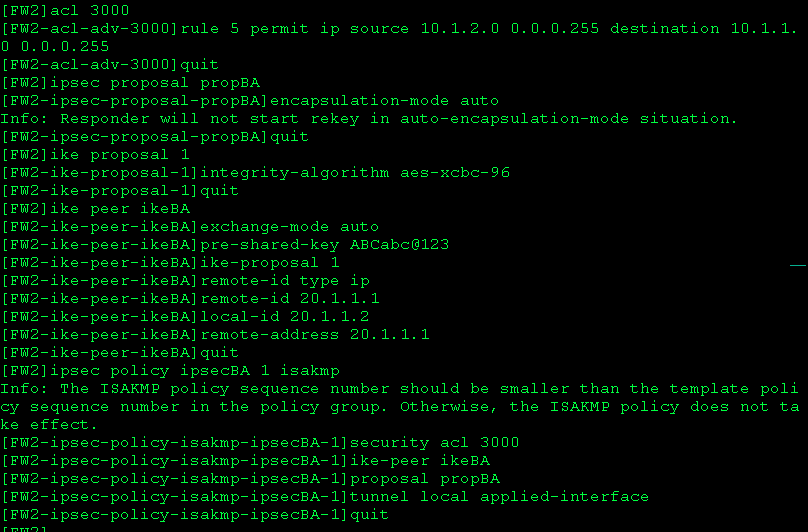 [FW2]acl 3000
[FW2-acl-adv-3000]rule 5 permit ip source 10.1.2.0 0.0.0.255 destination 10.1.1.
0 0.0.0.255
[FW2-acl-adv-3000]quit
[FW2]ipsec proposal propBA
[FW2-ipsec-proposal-propBA]encapsulation-mode auto
Info: Responder will not start rekey in auto-encapsulation-mode situation.
[FW2-ipsec-proposal-propBA]quit
[FW2]ike proposal 1
[FW2-ike-proposal-1]integrity-algorithm aes-xcbc-96
[FW2-ike-proposal-1]quit
[FW2]ike peer ikeBA
[FW2-ike-peer-ikeBA]exchange-mode auto
[FW2-ike-peer-ikeBA]pre-shared-key ABCabc@123
[FW2-ike-peer-ikeBA]ike-proposal 1
[FW2-ike-peer-ikeBA]remote-id type ip
[FW2-ike-peer-ikeBA]remote-id 20.1.1.1
[FW2-ike-peer-ikeBA]local-id 20.1.1.2
[FW2-ike-peer-ikeBA]remote-address 20.1.1.1
[FW2-ike-peer-ikeBA]quit
[FW2]ipsec policy ipsecBA 1 isakmp
Info: The ISAKMP policy sequence number should be smaller than the template poli
cy sequence number in the policy group. Otherwise, the ISAKMP policy does not ta
ke effect.
[FW2-ipsec-policy-isakmp-ipsecBA-1]security acl 3000
[FW2-ipsec-policy-isakmp-ipsecBA-1]ike-peer ikeBA
[FW2-ipsec-policy-isakmp-ipsecBA-1]proposal propBA
[FW2-ipsec-policy-isakmp-ipsecBA-1]tunnel local applied-interface
[FW2-ipsec-policy-isakmp-ipsecBA-1]quit
[FW2]